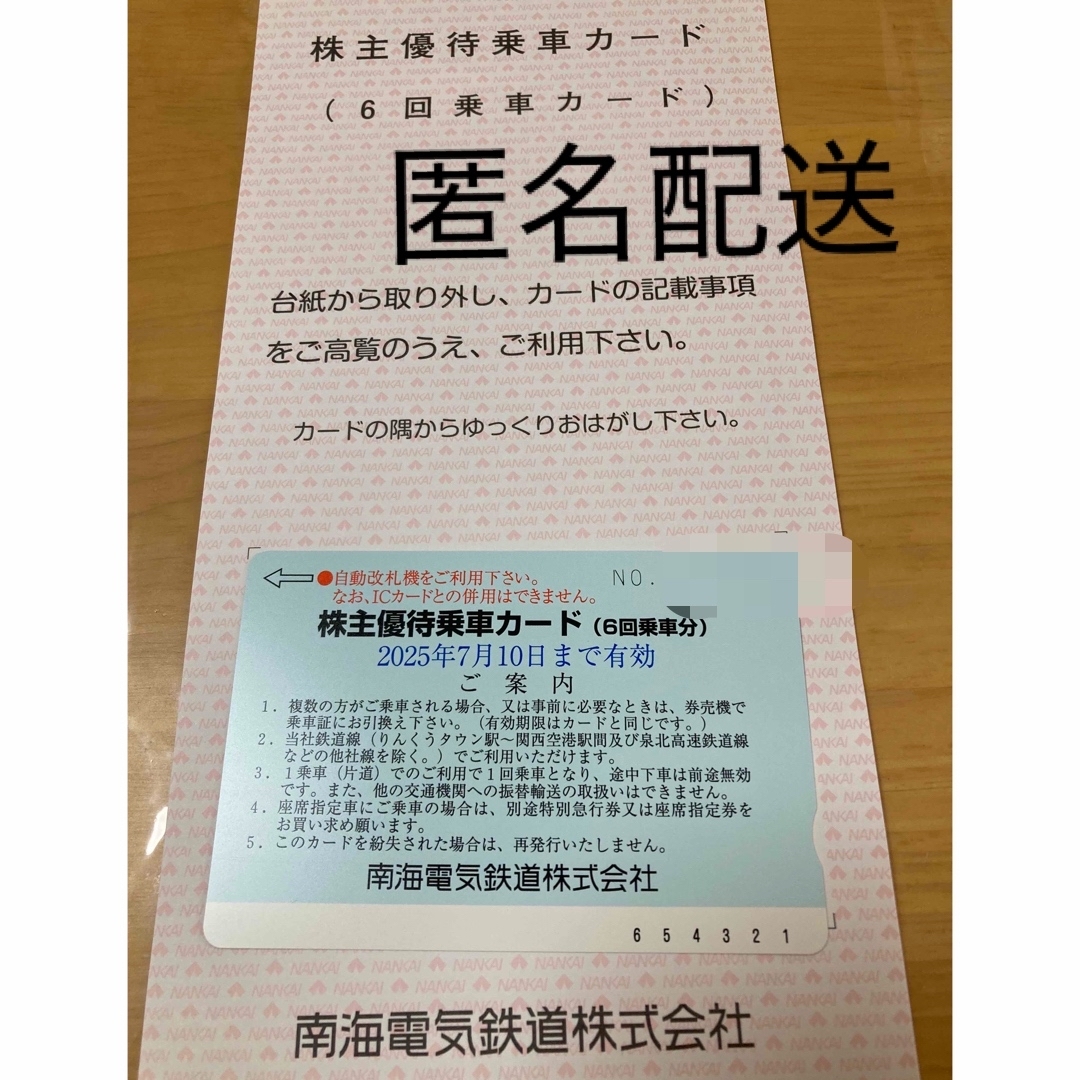 株主優待乗車カード
（６回乗車カード）
匿名配送
台紙から取り外し、カードの記載事項
をご高覧のうえ、ご利用下さい。
カードの隅からゆっくりおはがし下さい。
●自動改札機をご利用下さい。
なお、ICカードとの併用はできません。
NO.
株主優待乗車カード（6回乗車分）
2025年7月10日まで有効
ご案内
1．複数の方がご乗車される場合、又は事前に必要なときは、券売機で
乗車証にお引換え下さい。（有効期限はカードと同じです。）
2．当社鉄道線（りんくうタウン駅～関西空港駅間及び泉北高速鉄道線
などの他社線を除く。）でご利用いただけます。
3．１乗車（片道）でのご利用で１回乗車となり、途中下車は前途無効
です。また、他の交通機関への振替輸送の取扱いはできません。
4．座席指定車にご乗車の場合は、別途特別急行券又は座席指定券を
お買い求め願います。
5．このカードを紛失された場合は、再発行いたしません。
南海電気鉄道株式会社
6 5 4 3 2 1
南海電気鉄道株式会社